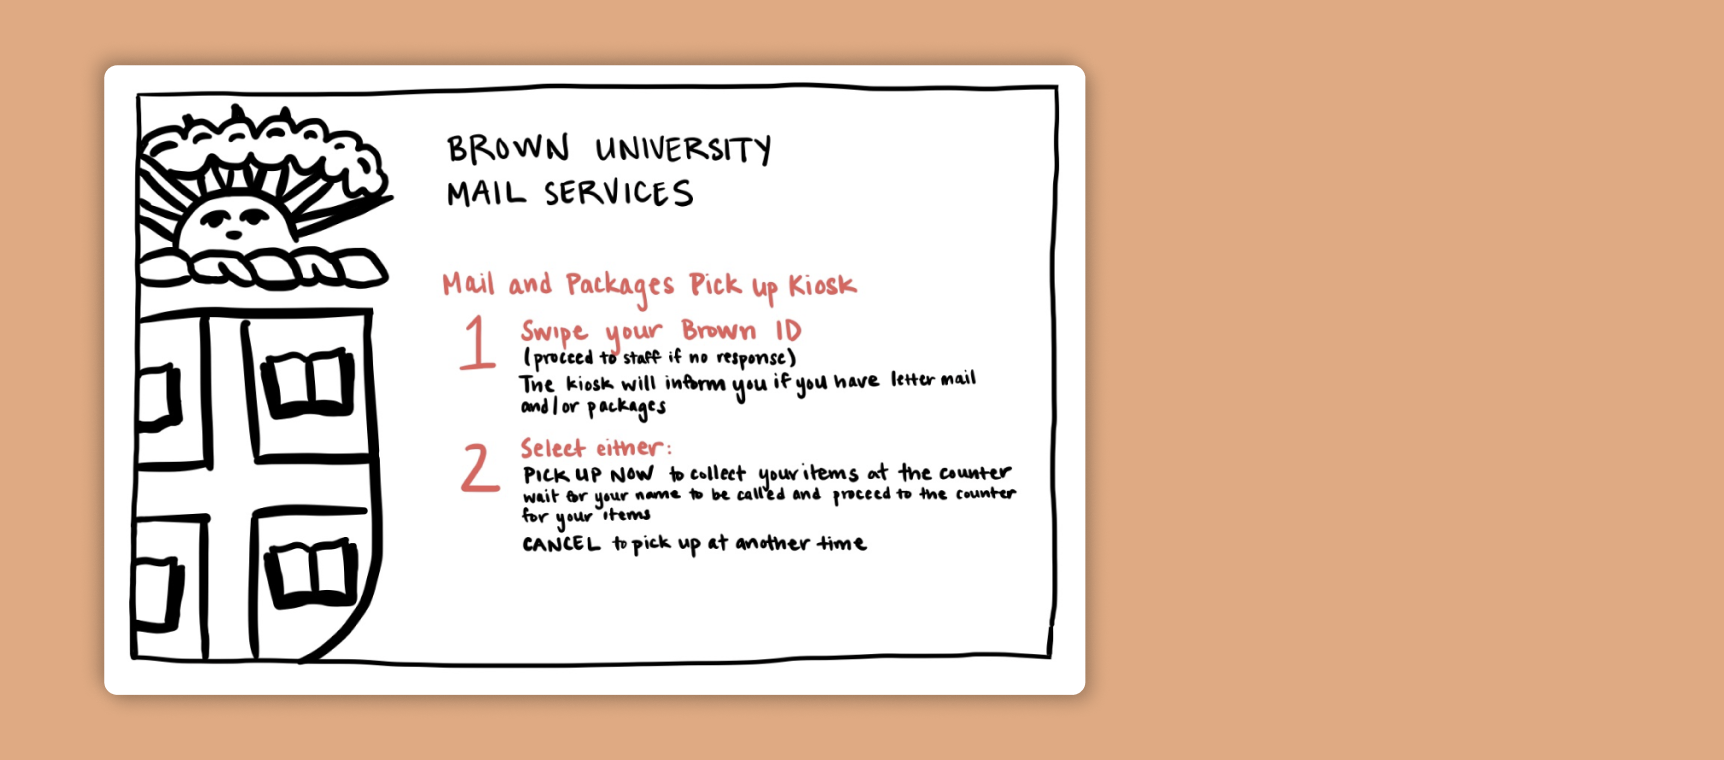 BROWN UNIVERSITY
MAIL SERVICES
Mail and Packages Pick up Kiosk
1 Swipe your Brown ID
(proceed to staff if no response)
The kiosk will inform you if you have letter mail
and/or packages
2 Select either:
PICK UP NOW to collect your items at the counter
wait for your name to be called and proceed to the counter
for your items
CANCEL to pick up at another time